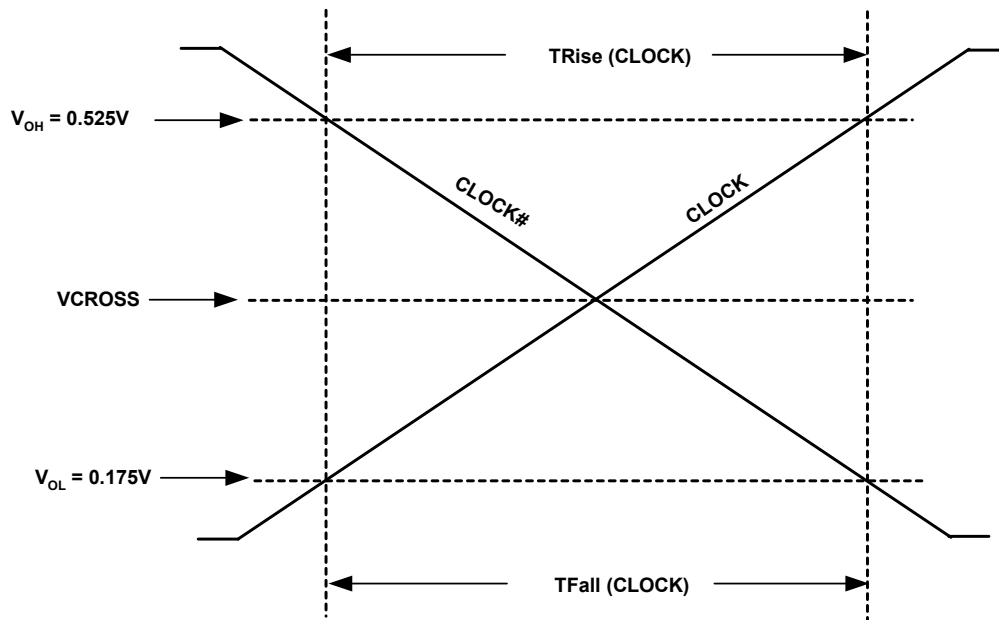 TRise (CLOCK)
VOH = 0.525V
CLOCK#
CLOCK
VCROSS
VOL = 0.175V
TFall (CLOCK)